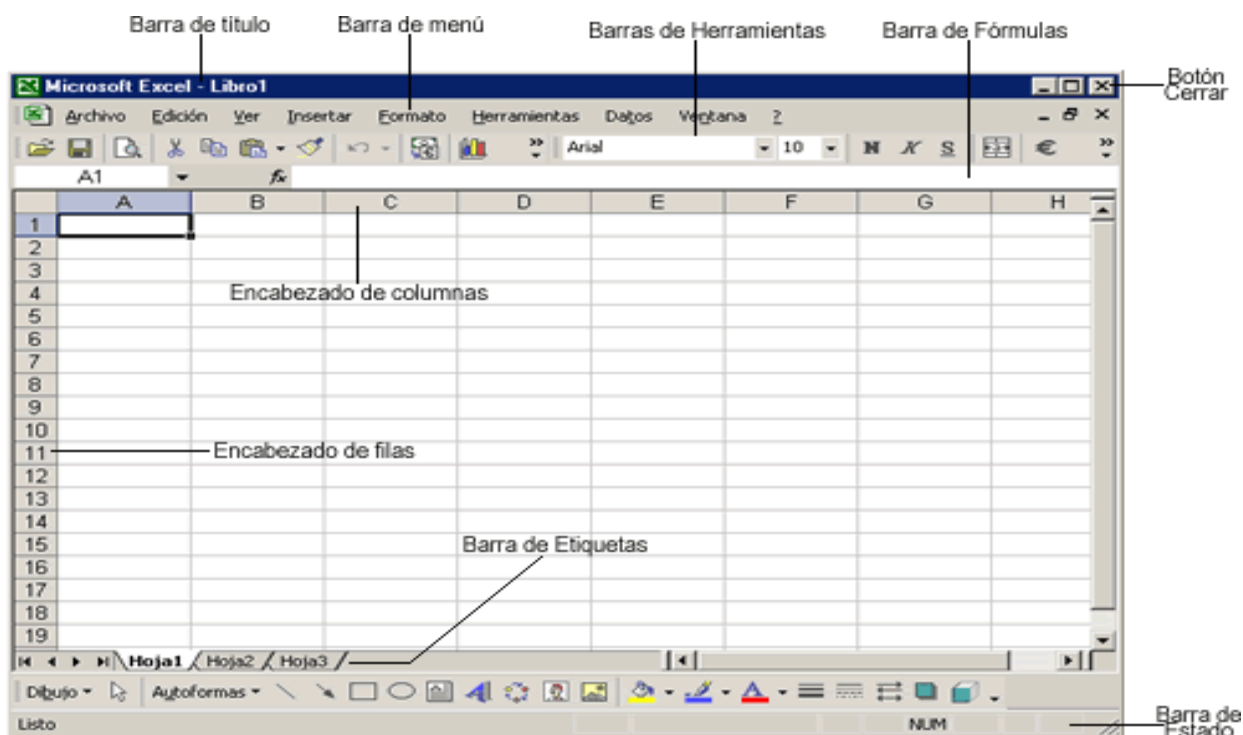 Barra de título
Barra de menú
Barras de Herramientas
Barra de Fórmulas
Microsoft Excel - Libro1
Botón
Cerrar
Archivo Edición Ver Insertar Formato Herramientas Datos Ventana ?
Arial 10 N K S €
A1 fx
A B C D E F G H
1
2
3
4 Encabezado de columnas
5
6
7
8
9
10
11 Encabezado de filas
12
13
14
15 Barra de Etiquetas
16
17
18
19
Hoja1 Hoja2 Hoja3
Dibujo Autoformas
Listo NUM
Barra de
Estado